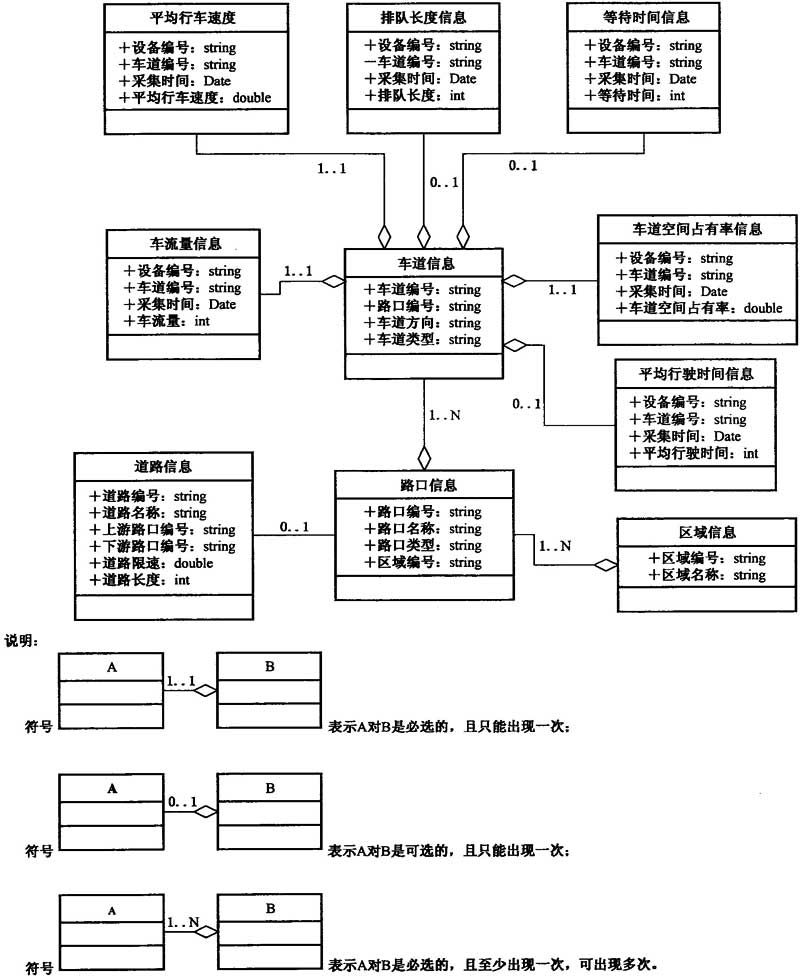 平均行车速度
＋设备编号：string
＋车道编号：string
＋采集时间：Date
＋平均行车速度：double
排队长度信息
＋设备编号：string
－车道编号：string
＋采集时间：Date
＋排队长度：int
等待时间信息
＋设备编号：string
＋车道编号：string
＋采集时间：Date
＋等待时间：int
1..1
0..1
0..1
车流量信息
＋设备编号：string
＋车道编号：string
＋采集时间：Date
＋车流量：int
1..1
车道信息
＋车道编号：string
＋路口编号：string
＋车道方向：string
＋车道类型：string
1..1
车道空间占有率信息
＋设备编号：string
＋车道编号：string
＋采集时间：Date
＋车道空间占有率：double
0..1
平均行驶时间信息
＋设备编号：string
＋车道编号：string
＋采集时间：Date
＋平均行驶时间：int
1..N
道路信息
＋道路编号：string
＋道路名称：string
＋上游路口编号：string
＋下游路口编号：string
＋道路限速：double
＋道路长度：int
0..1
路口信息
＋路口编号：string
＋路口名称：string
＋路口类型：string
＋区域编号：string
1..N
区域信息
＋区域编号：string
＋区域名称：string
说明：
A
1..1
B
符号
表示A对B是必选的，且只能出现一次；
A
0..1
B
符号
表示A对B是可选的，且只能出现一次；
A
1..N
B
符号
表示A对B是必选的，且至少出现一次，可出现多次。